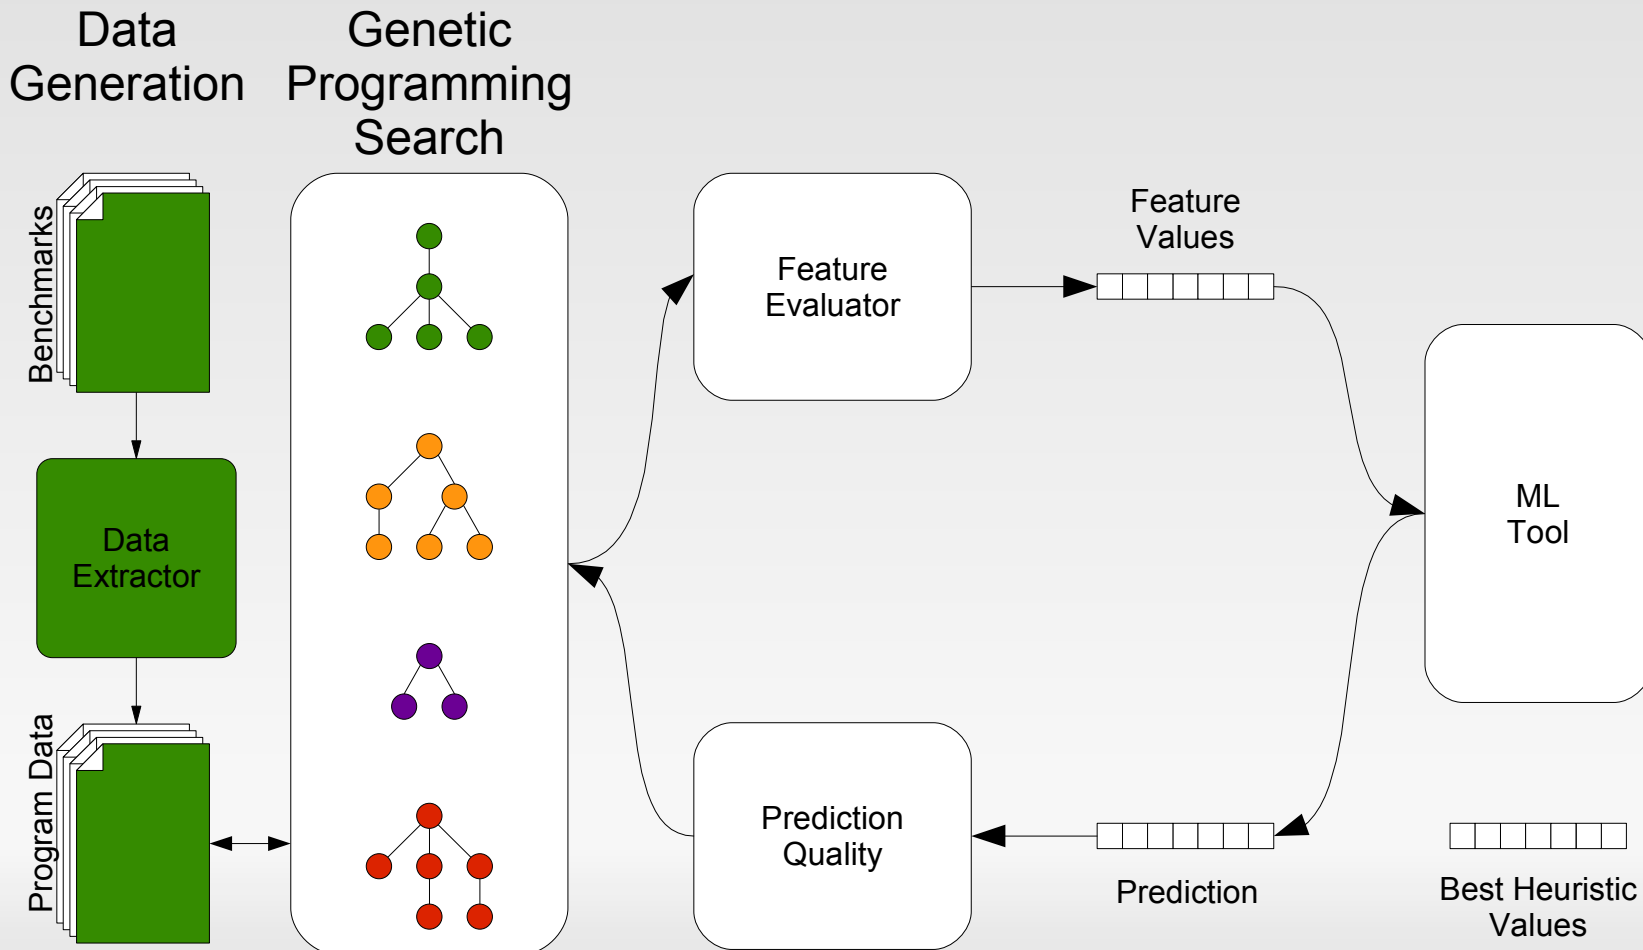 Data
Generation
Genetic
Programming
Search
Benchmarks
Data
Extractor
Program Data
Feature
Evaluator
Feature
Values
ML
Tool
Prediction
Quality
Prediction
Best Heuristic
Values